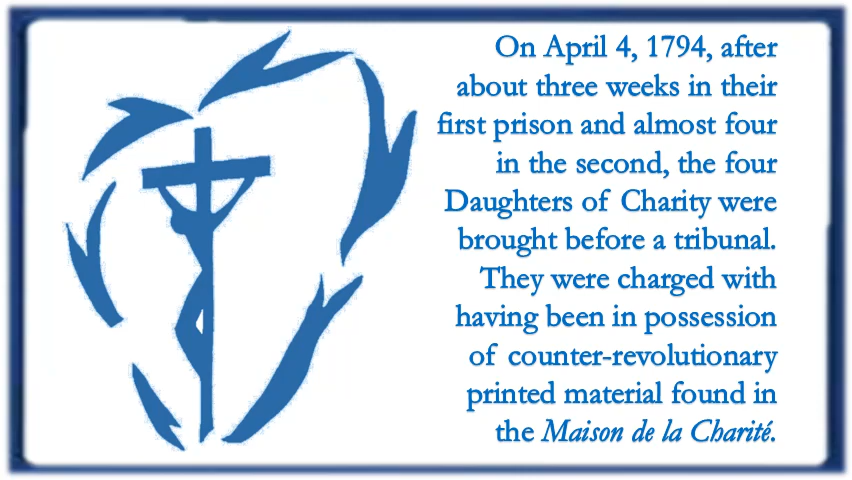 On April 4, 1794, after
about three weeks in their
first prison and almost four
in the second, the four
Daughters of Charity were
brought before a tribunal.
They were charged with
having been in possession
of counter-revolutionary
printed material found in
the Maison de la Charité.